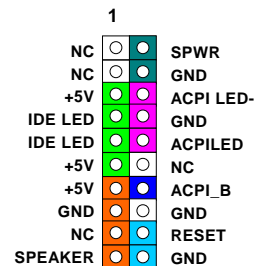 1
NC SPWR
NC GND
+5V ACPI LED-
IDE LED GND
IDE LED ACPILED
+5V NC
+5V ACPI_B
GND GND
NC RESET
SPEAKER GND